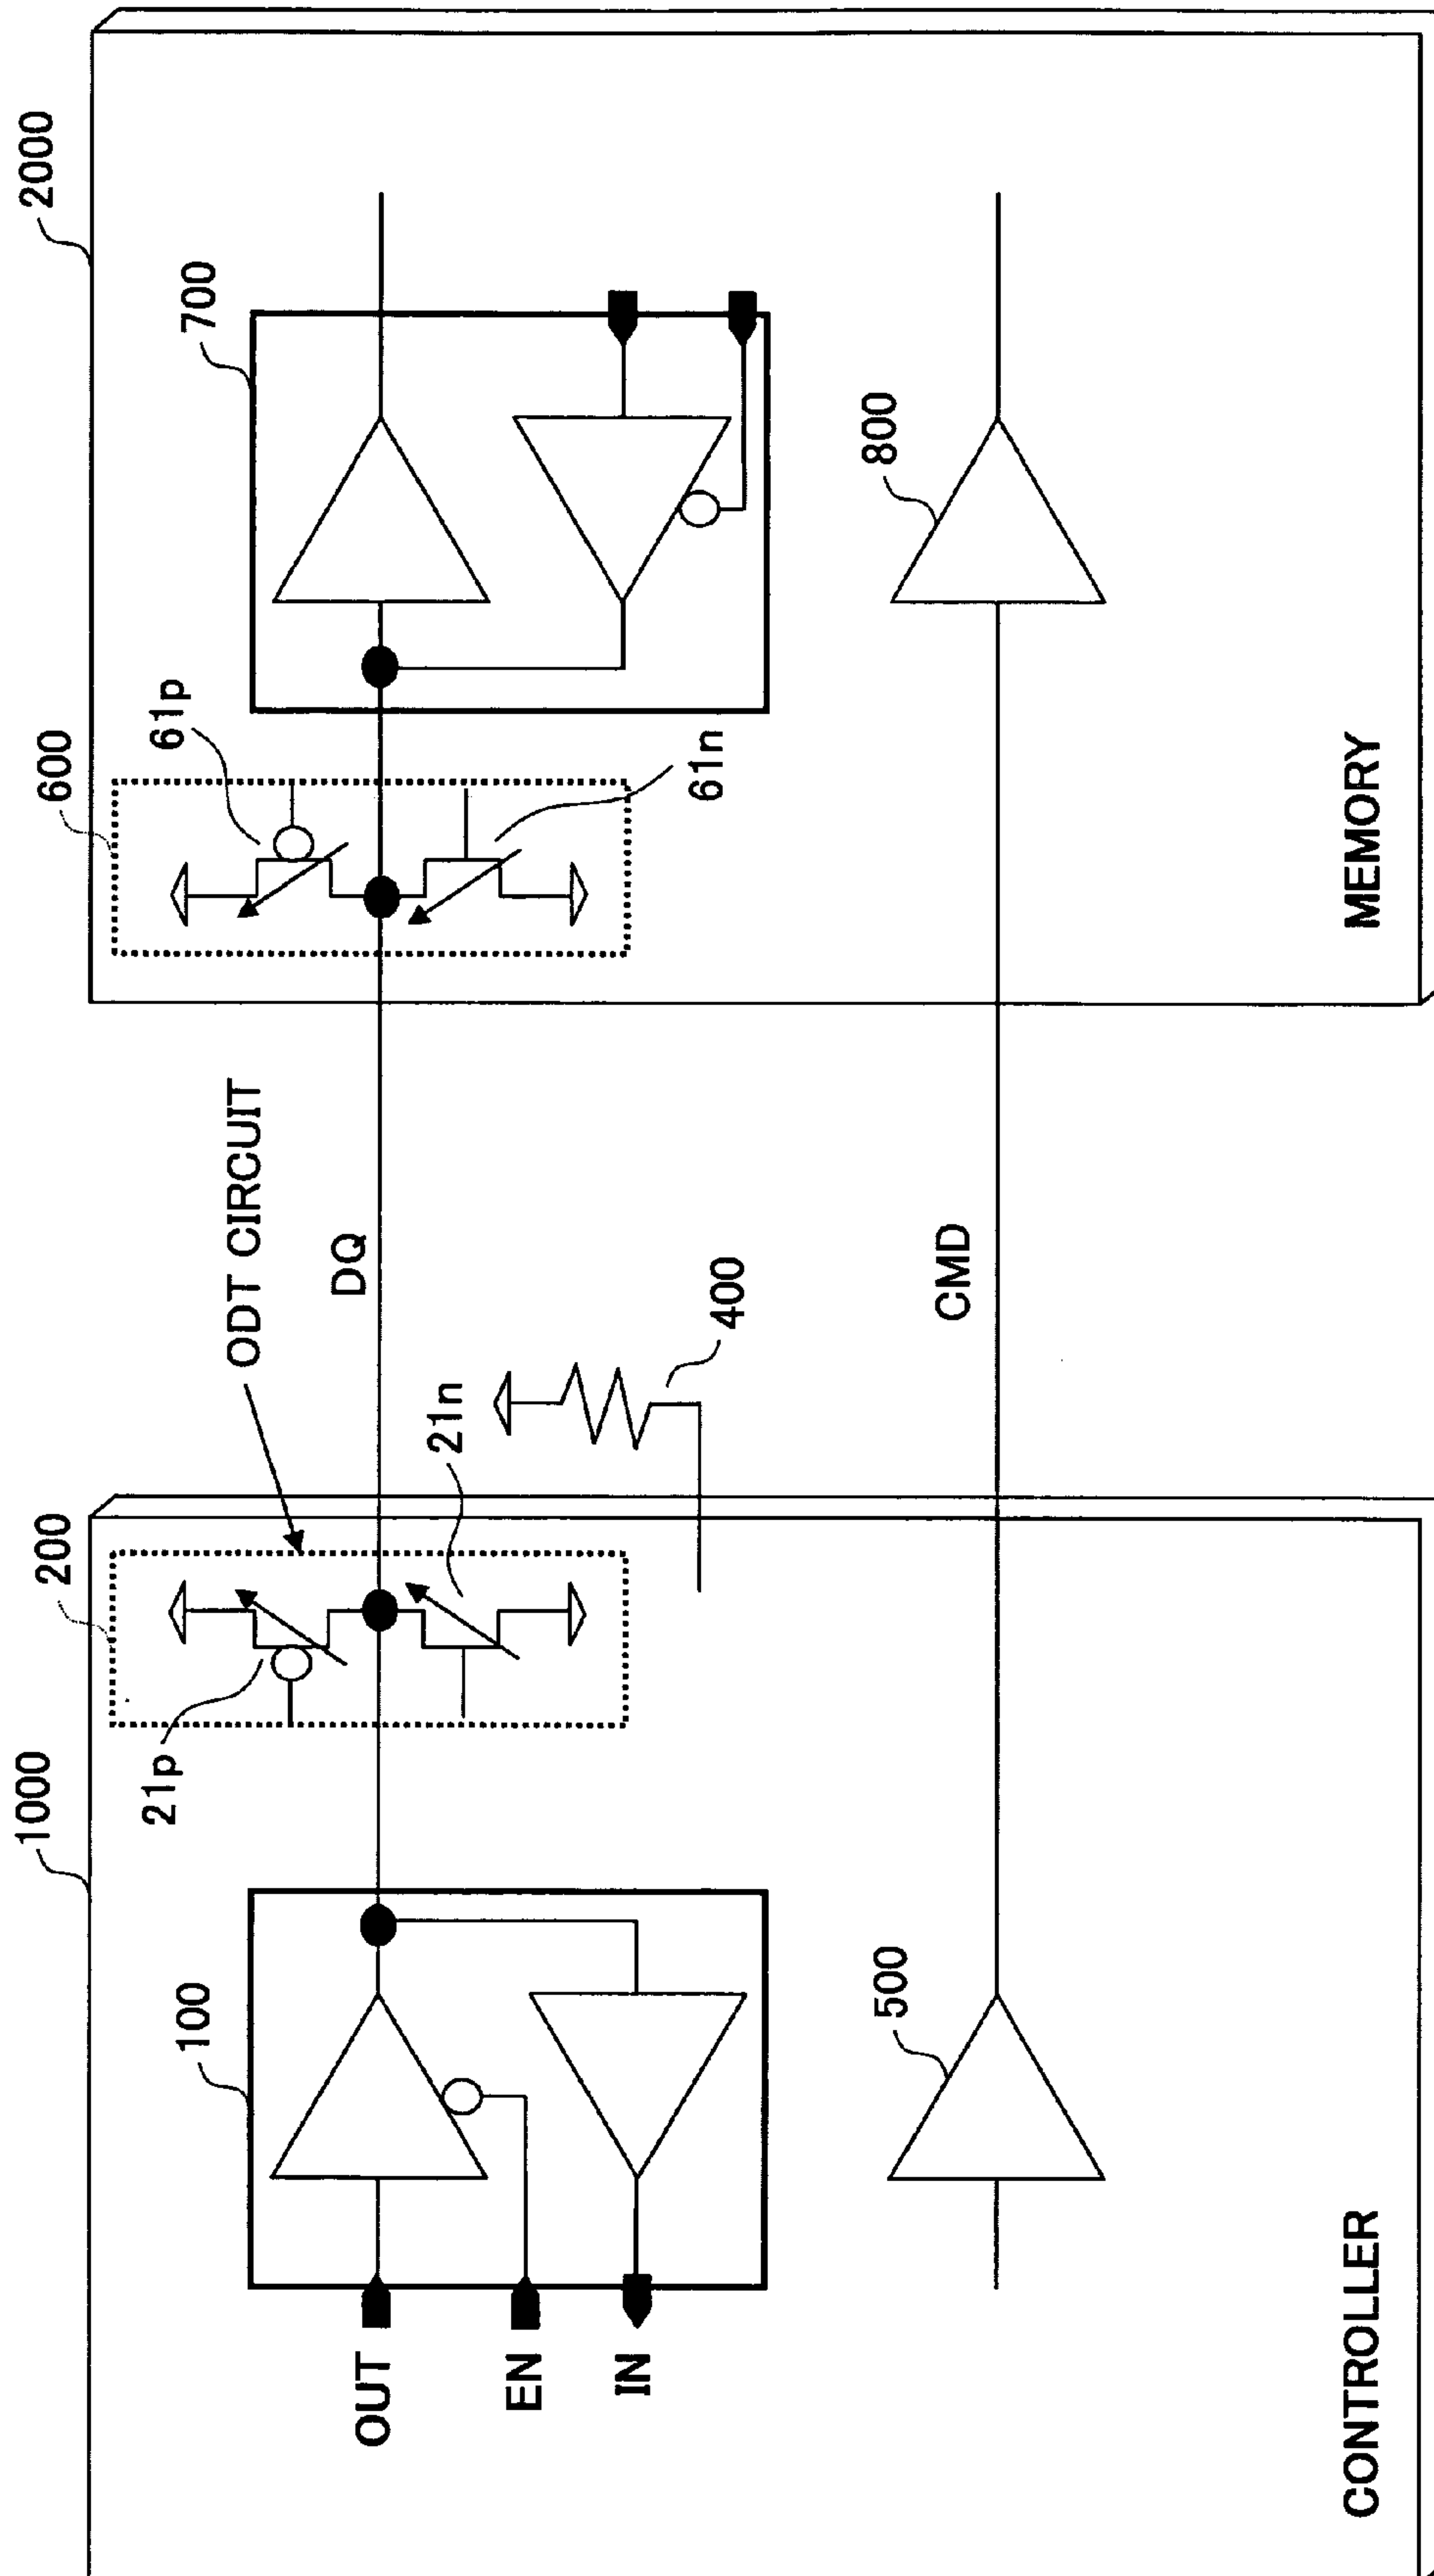 1000
200
ODT CIRCUIT
600
2000
21p
21n
61p
61n
100
700
DQ
400
OUT
EN
IN
500
CMD
800
CONTROLLER
MEMORY